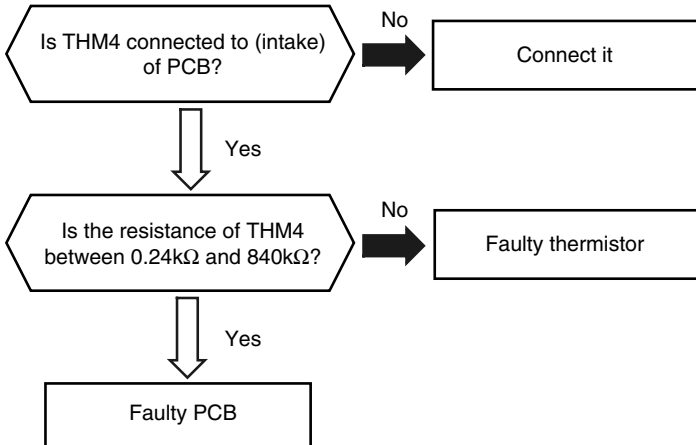 Is THM4 connected to (intake)
of PCB?
No
Connect it
Yes
Is the resistance of THM4
between 0.24kΩ and 840kΩ?
No
Faulty thermistor
Yes
Faulty PCB